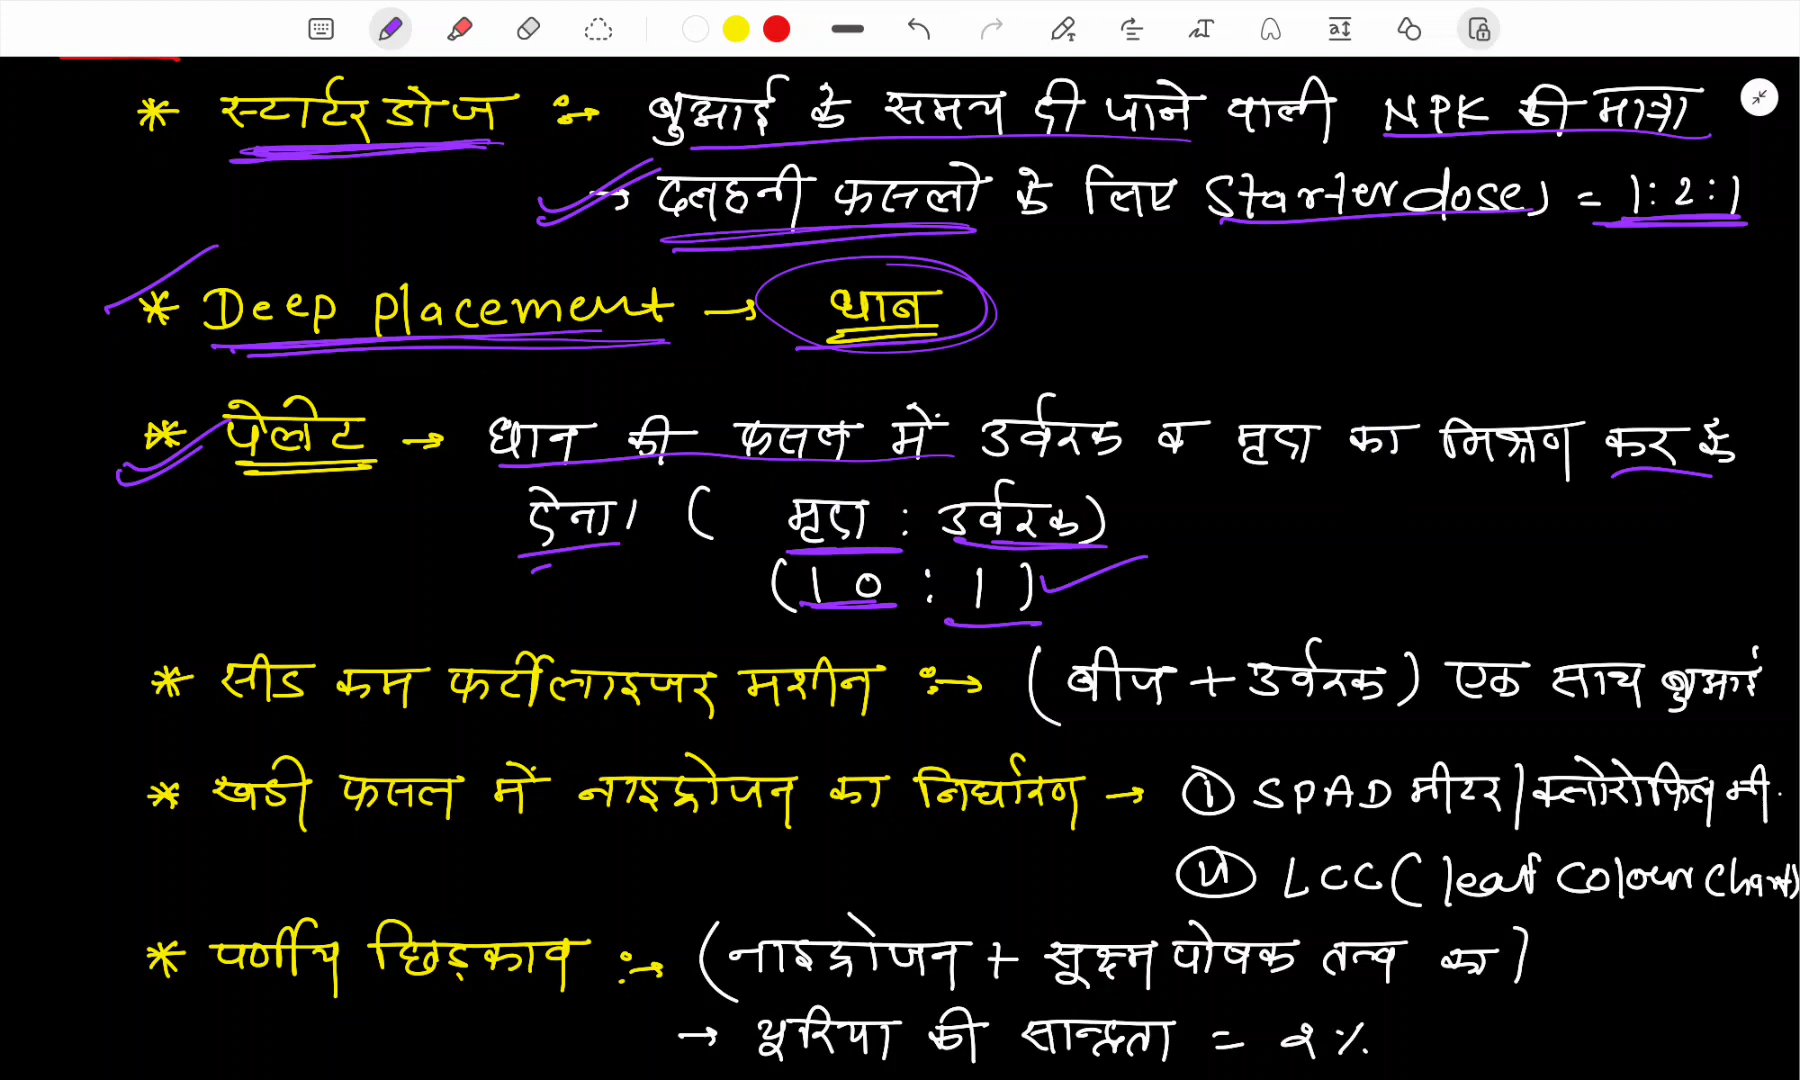 * स्टार्टर डोज :→ बुआई के समय दी पाने वाली NPK की मात्रा
→ दलहनी फसलो के लिए Starter dose = 1:2:1
* Deep placement → धान
* पेलेट → धान की फसल में उर्वरक व मृदा का मिश्रण कर के
देना। ( मृदा : उर्वरक)
(10 : 1)
* सीड कम फर्टीलाइजर मशीन :→ (बीज + उर्वरक) एक साथ बुआई
* खडी फसल में नाइट्रोजन का निर्धारण → (i) SPAD मीटर / क्लोरोफिल मी.
(ii) LCC (leaf Colour Chart)
* पर्णीय छिड़काव :→ (नाइट्रोजन + सूक्ष्म पोषक तत्व का)
→ यूरिया की सान्द्रता = 2 %.